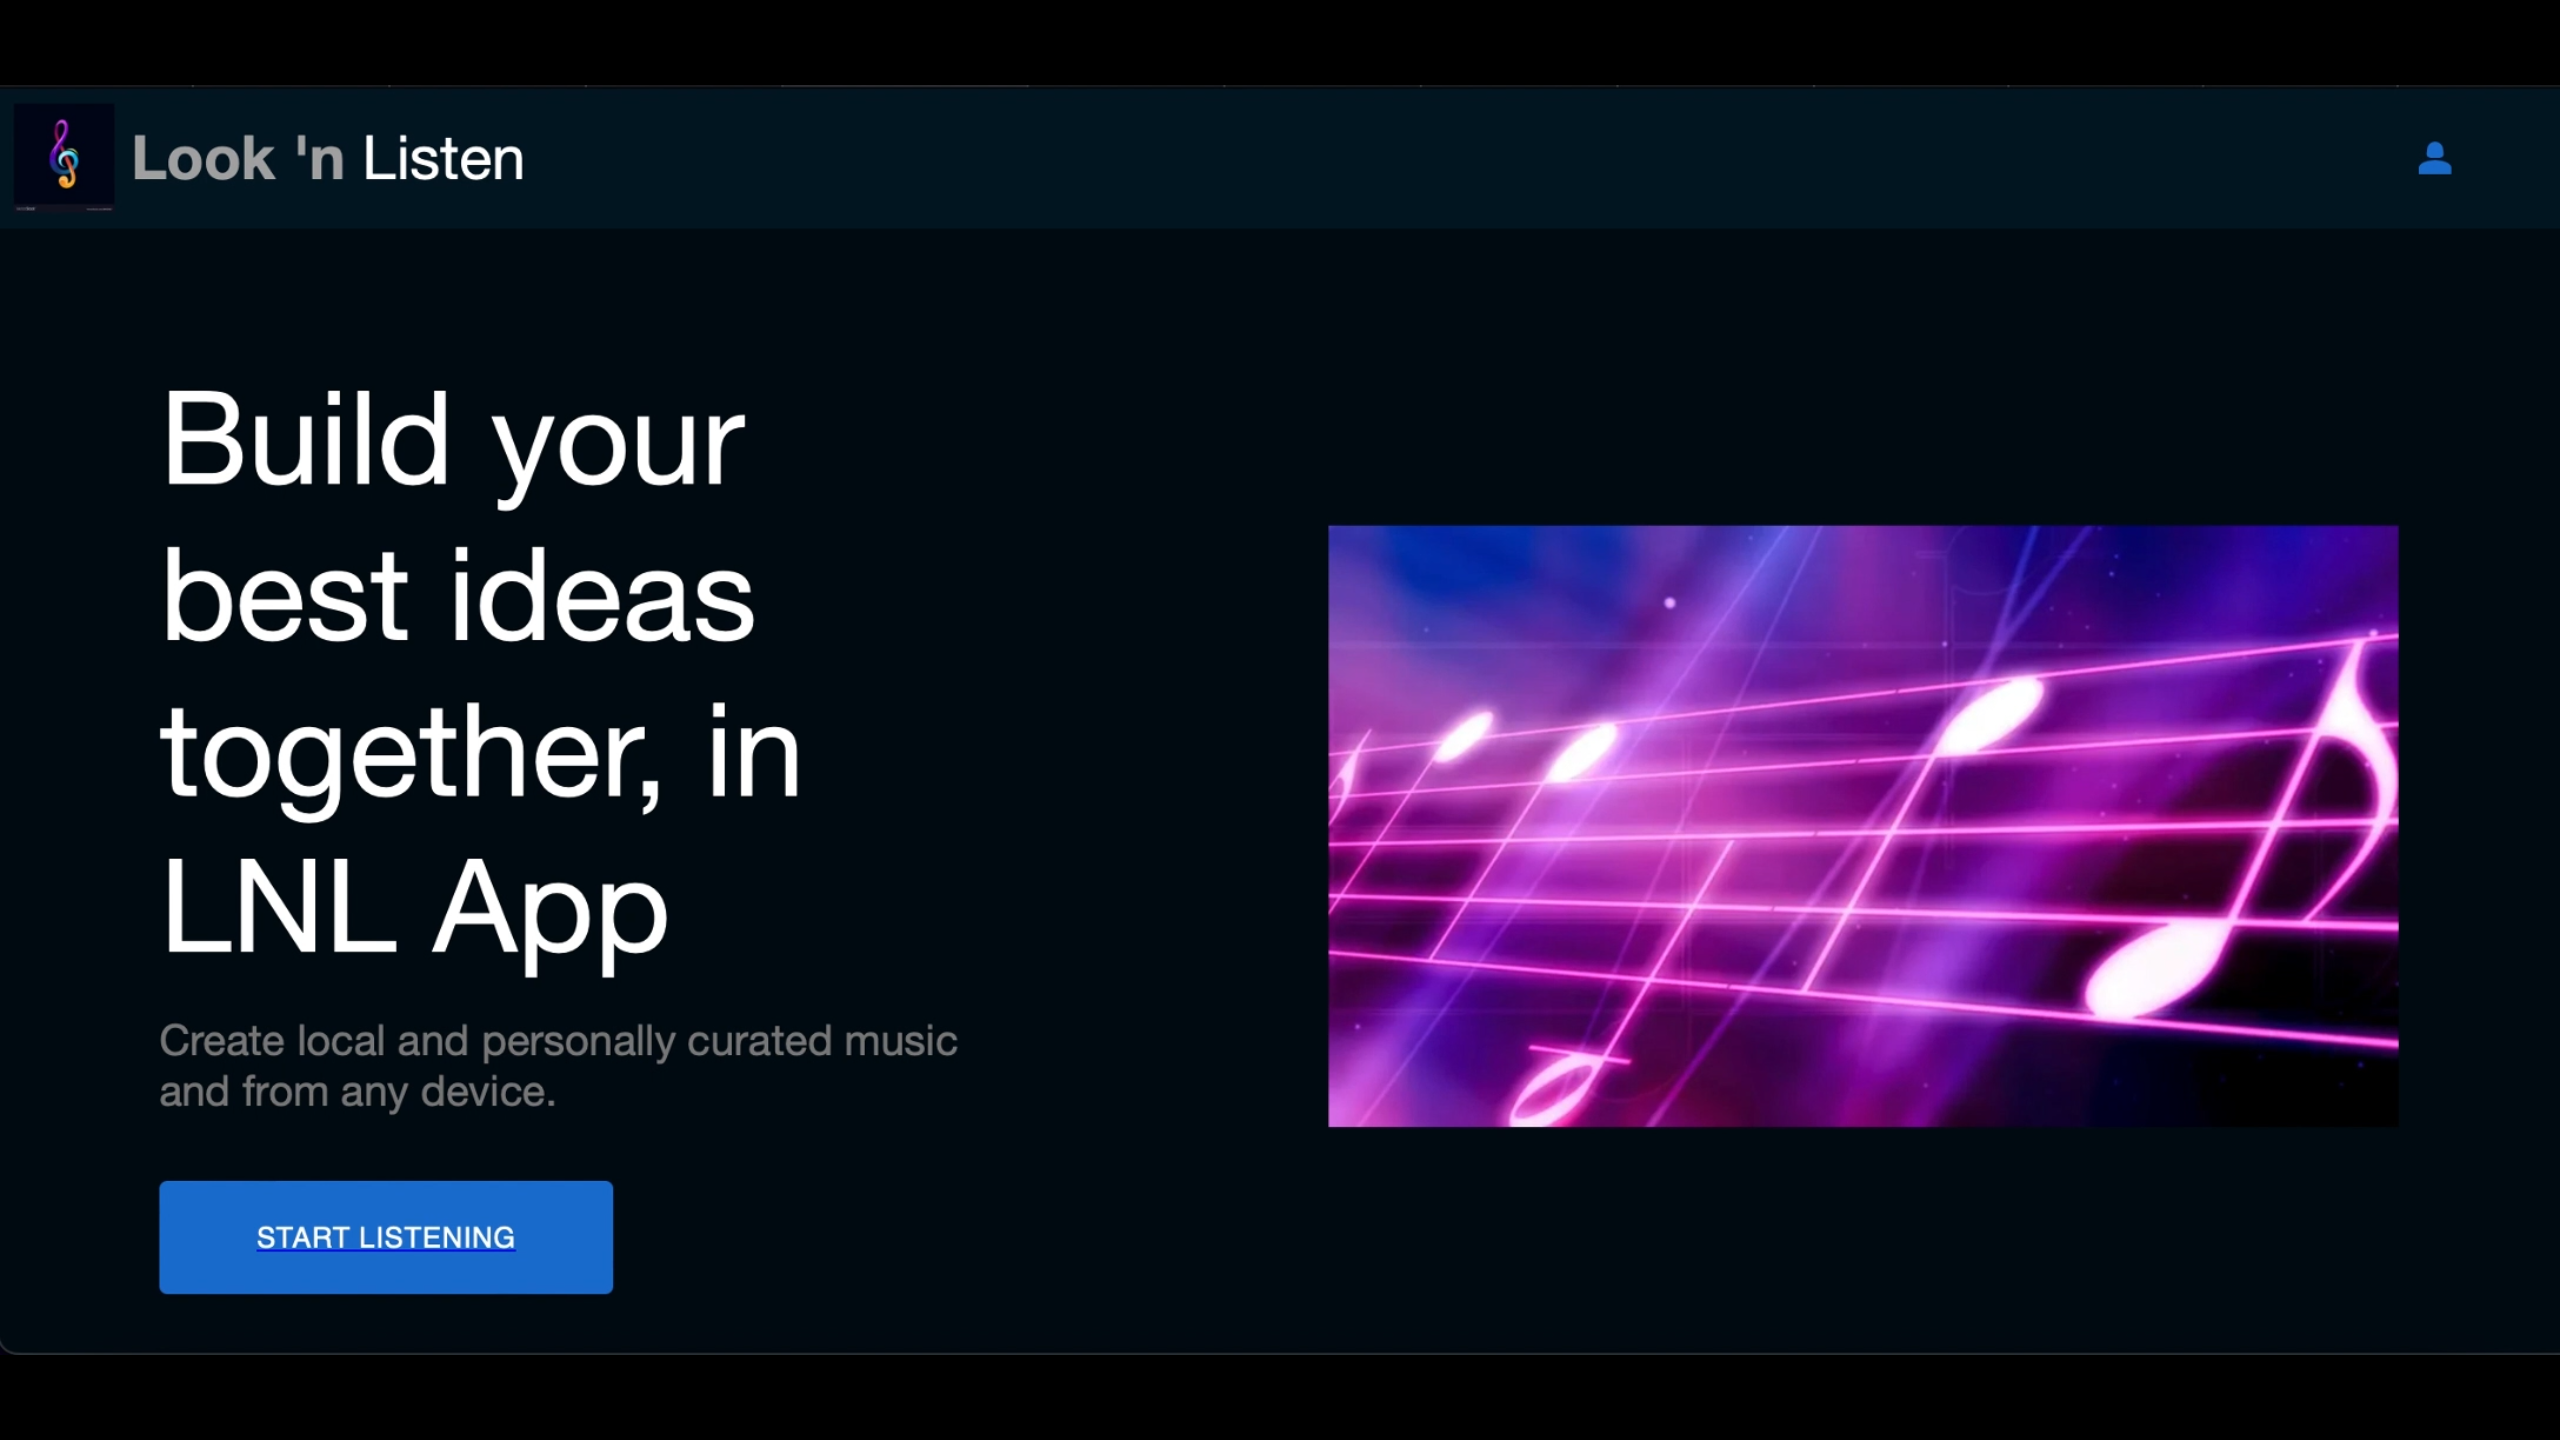 Look 'n Listen
Build your
best ideas
together, in
LNL App
Create local and personally curated music
and from any device.
START LISTENING